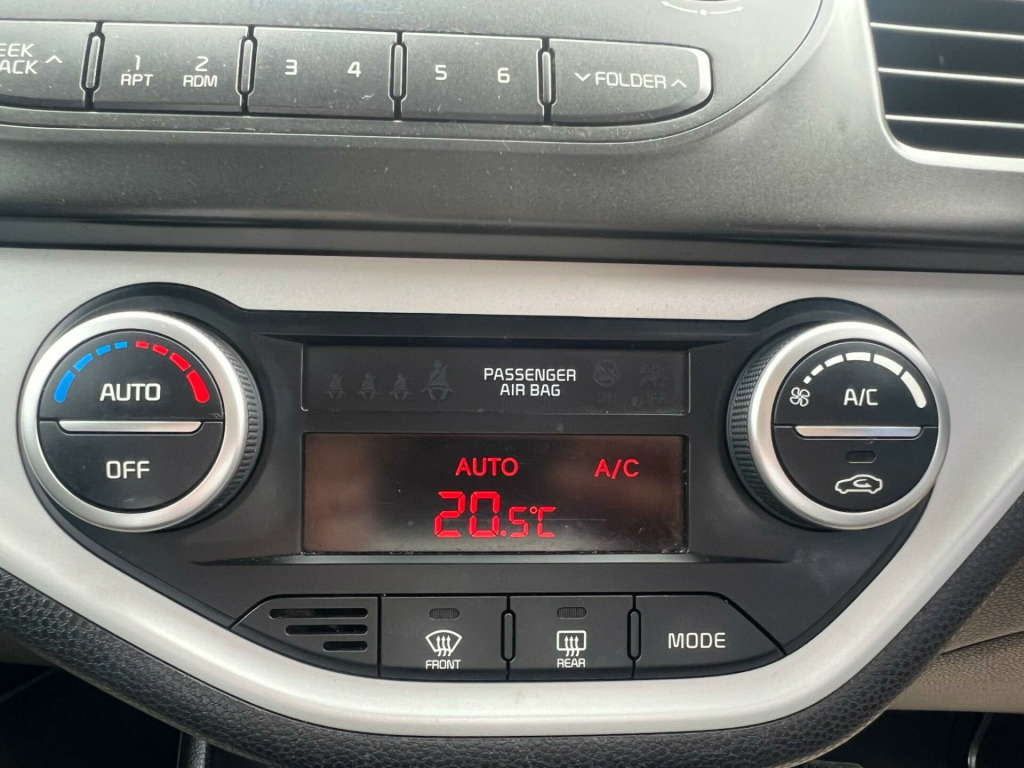 EEK
ACK
1
RPT
2
RDM
3
4
5
6
FOLDER
AUTO
OFF
PASSENGER
AIR BAG
AUTO A/C
20.5°C
A/C
FRONT
REAR
MODE